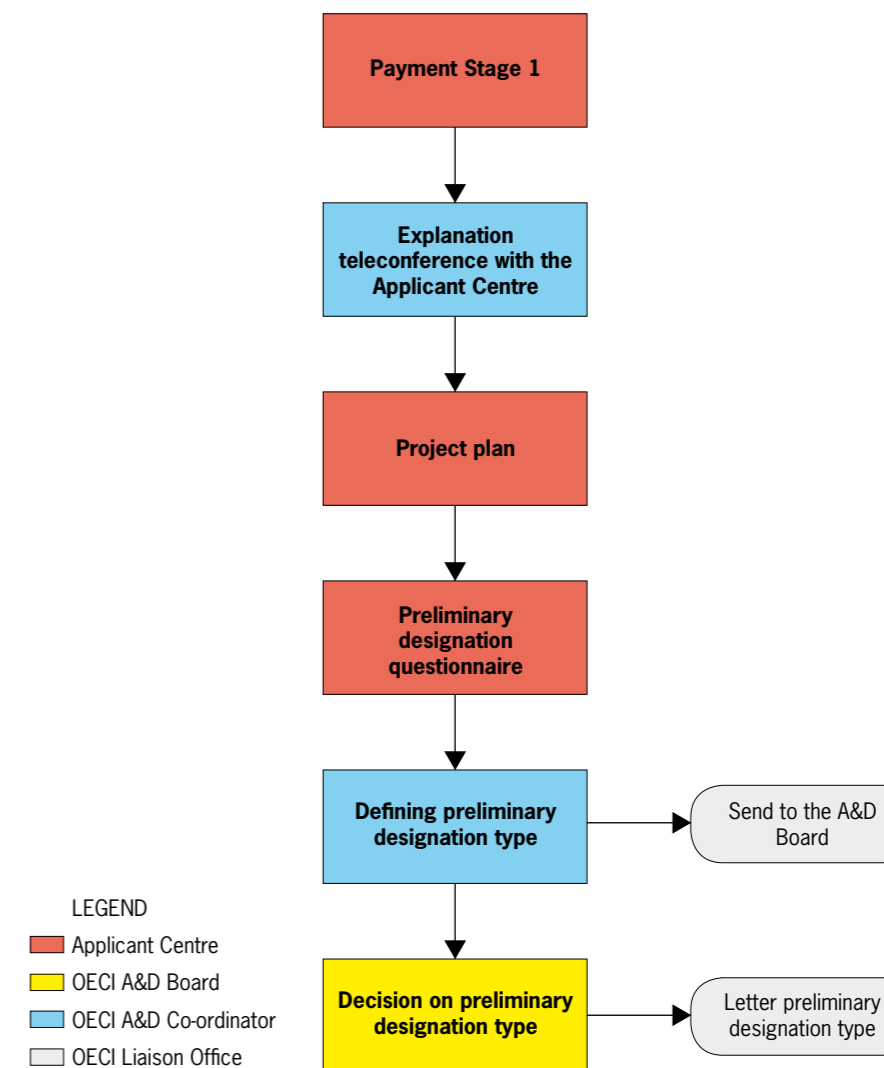 Payment Stage 1
Explanation
teleconference with the
Applicant Centre
Project plan
Preliminary
designation
questionnaire
Defining preliminary
designation type
Send to the A&D
Board
Decision on preliminary
designation type
Letter preliminary
designation type
LEGEND
Applicant Centre
OECI A&D Board
OECI A&D Co-ordinator
OECI Liaison Office